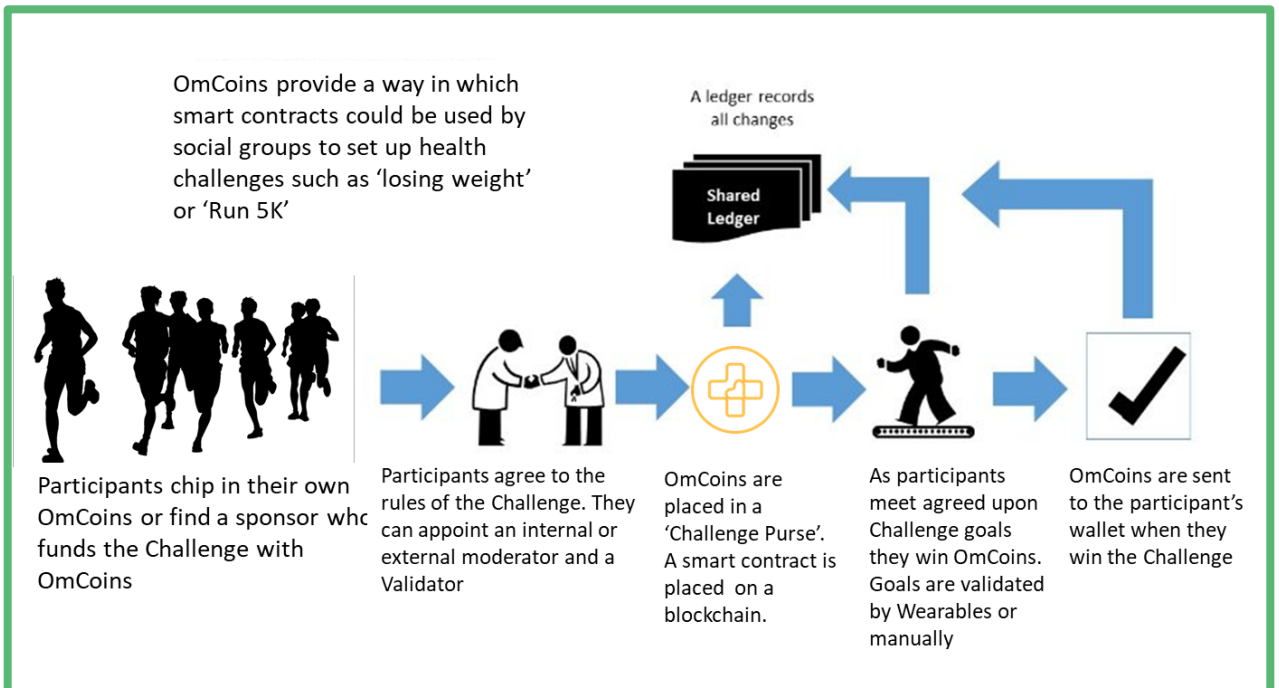 OmCoins provide a way in which
smart contracts could be used by
social groups to set up health
challenges such as ‘losing weight’
or ‘Run 5K’
A ledger records
all changes
Shared
Ledger
Participants chip in their own
OmCoins or find a sponsor who
funds the Challenge with
OmCoins
Participants agree to the
rules of the Challenge. They
can appoint an internal or
external moderator and a
Validator
OmCoins are
placed in a
‘Challenge Purse’.
A smart contract is
placed on a
blockchain.
As participants
meet agreed upon
Challenge goals
they win OmCoins.
Goals are validated
by Wearables or
manually
OmCoins are sent
to the participant’s
wallet when they
win the Challenge